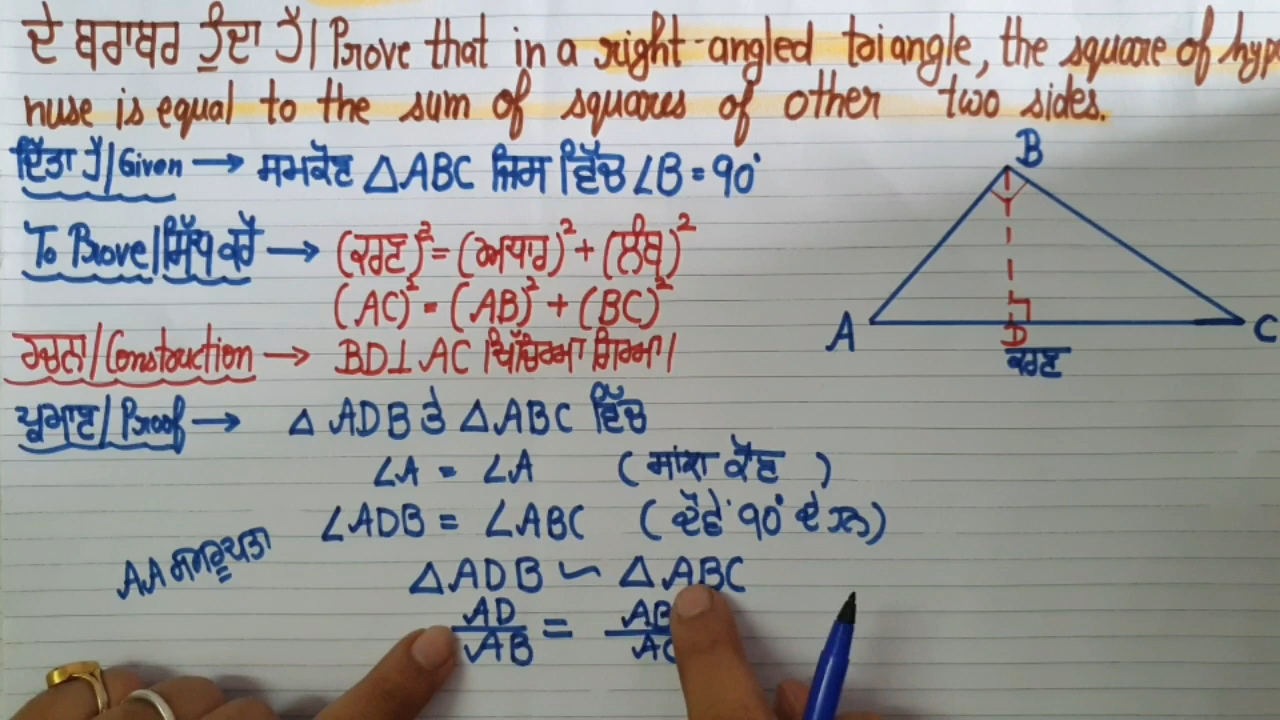 ਦੇ ਬਰਾਬਰ ਹੁੰਦਾ ਹੈ। Prove that in a right-angled triangle, the square of hype
nuse is equal to the sum of squares of other two sides.
ਦਿੱਤਾ ਹੈ/Given → ਸਮਕੋਣ △ABC ਜਿਸ ਵਿੱਚ ∠B = 90°
To Prove/ਸਿੱਧ ਕਰੋ → (ਕਰਣ)² = (ਅਧਾਰ)² + (ਲੰਬ)²
(AC)² = (AB)² + (BC)²
ਰਚਨਾ/Construction → BD⊥AC ਖਿੱਚਿਆ ਗਿਆ।
ਪ੍ਰਮਾਣ/Proof → △ ADB ਤੇ △ABC ਵਿੱਚ
∠A = ∠A (ਸਾਂਝਾ ਕੋਣ)
∠ADB = ∠ABC (ਦੋਵੇਂ 90° ਦੇ ਹਨ)
AA ਸਮਰੂਪਤਾ
△ADB ∽ △ABC
AD/AB = AB/AC
B
A
D
C
ਕਰਣ